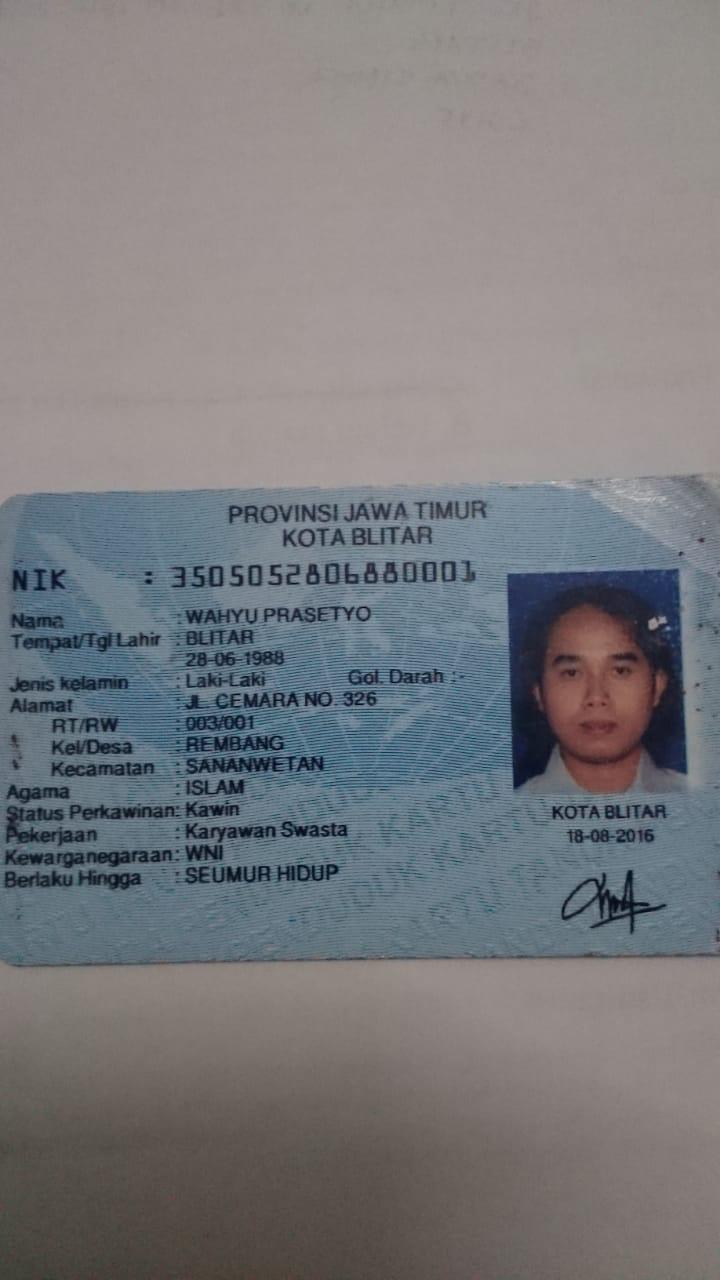 PROVINSI JAWA TIMUR
KOTA BLITAR
NIK : 3505052806880001
Nama : WAHYU PRASETYO
Tempat/Tgl Lahir : BLITAR
28-06-1988
Jenis kelamin : Laki-Laki Gol. Darah : -
Alamat : JL. CEMARA NO. 326
RT/RW : 003/001
Kel/Desa : REMBANG
Kecamatan : SANANWETAN
Agama : ISLAM
Status Perkawinan: Kawin
Pekerjaan : Karyawan Swasta
Kewarganegaraan: WNI
Berlaku Hingga : SEUMUR HIDUP
KOTA BLITAR
18-08-2016